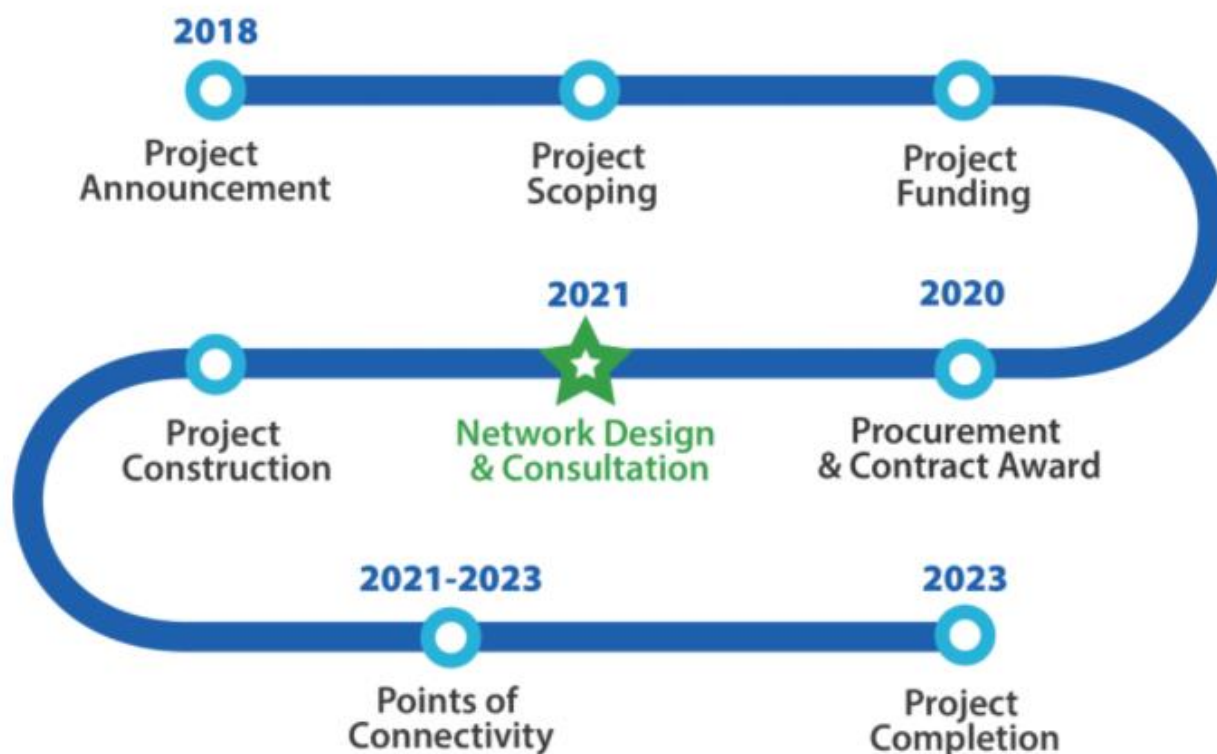 2018
Project
Announcement
Project
Scoping
Project
Funding
2020
Procurement
& Contract Award
2021
Network Design
& Consultation
Project
Construction
2021-2023
Points of
Connectivity
2023
Project
Completion